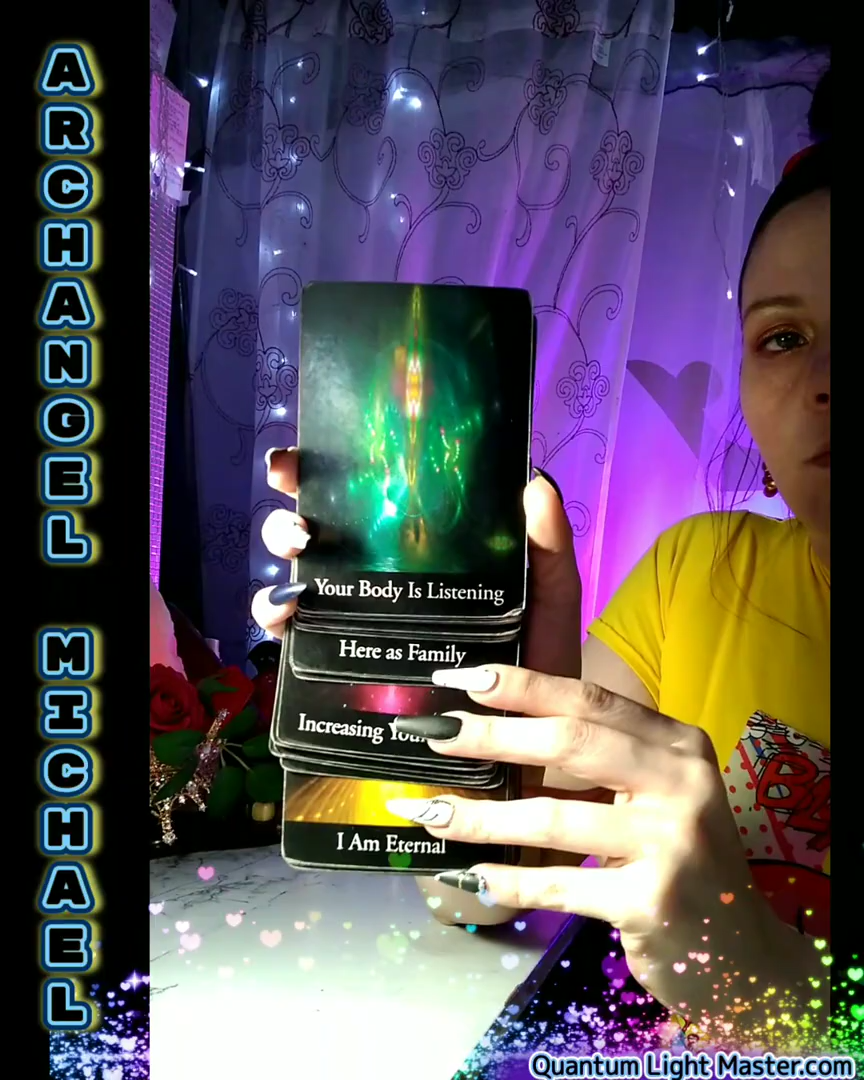 ARCHANGEL MICHAEL
Your Body Is Listening
Here as Family
Increasing
I Am Eternal
Quantum Light Master.com